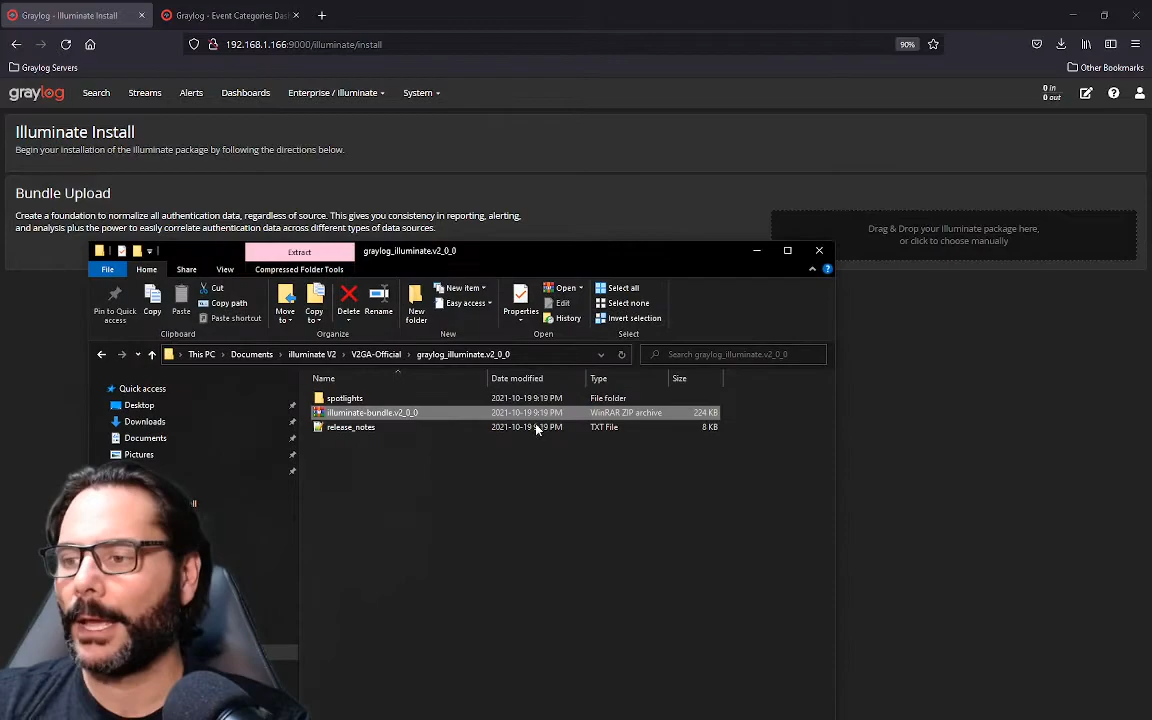 Graylog - Illuminate Install
Graylog - Event Categories Das
192.168.1.166:9000/illuminate/install
90%
Graylog Servers
Other Bookmarks
graylog
Search
Streams
Alerts
Dashboards
Enterprise / Illuminate
System
0 in
0 out
Illuminate Install
Begin your installation of the Illuminate package by following the directions below.
Bundle Upload
Create a foundation to normalize all authentication data, regardless of source. This gives you consistency in reporting, alerting,
and analysis plus the power to easily correlate authentication data across different types of data sources.
Drag & Drop your Illuminate package here,
or click to choose manually
Extract
graylog_illuminate.v2_0_0
File
Home
Share
View
Compressed Folder Tools
Pin to Quick
access
Copy
Paste
Cut
Copy path
Paste shortcut
Clipboard
Move
to
Copy
to
Delete
Rename
Organize
New
folder
New item
Easy access
New
Properties
Open
Edit
History
Open
Select all
Select none
Invert selection
Select
This PC
Documents
illuminate V2
V2GA-Official
graylog_illuminate.v2_0_0
Search graylog_illuminate.v2_0_0
Name
Date modified
Type
Size
Quick access
Desktop
Downloads
Documents
Pictures
spotlights
2021-10-19 9:19 PM
File folder
illuminate-bundle.v2_0_0
2021-10-19 9:19 PM
WinRAR ZIP archive
224 KB
release_notes
2021-10-19 9:19 PM
TXT File
8 KB